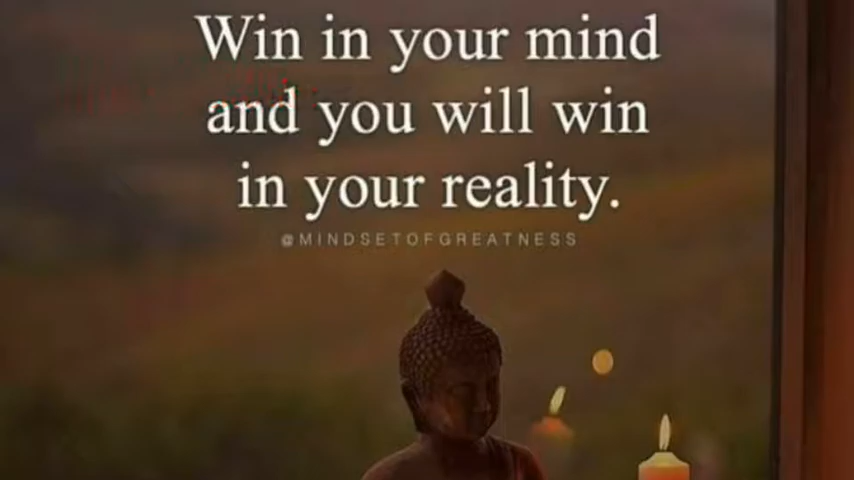 Win in your mind
and you will win
in your reality.
@MINDSETOFGREATNESS